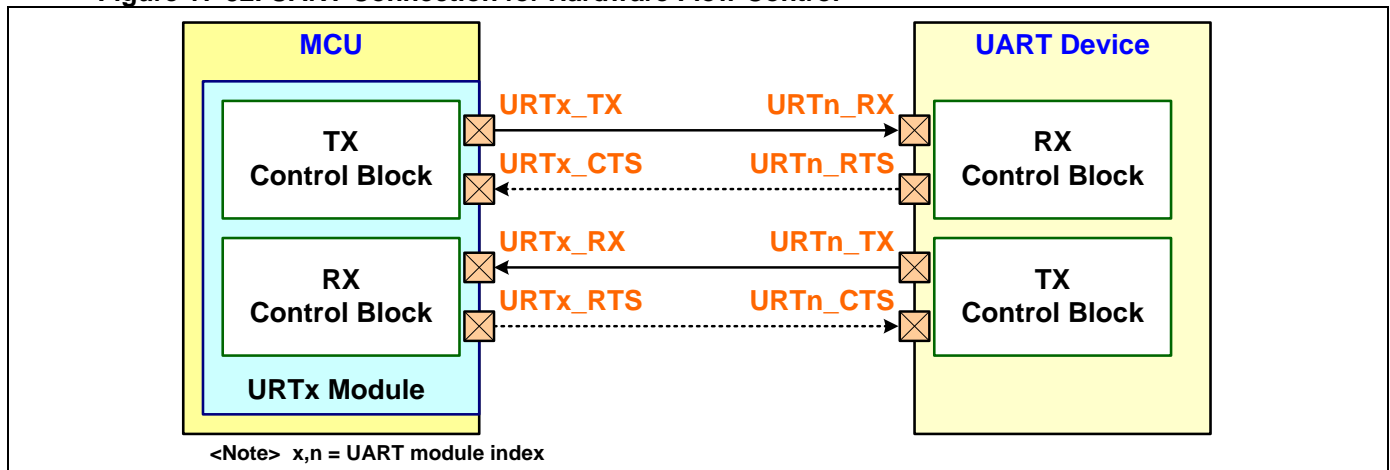 MCU
UART Device
URTx_TX
URTn_RX
TX
Control Block
RX
Control Block
URTx_CTS
URTn_RTS
URTx_RX
URTn_TX
RX
Control Block
TX
Control Block
URTx_RTS
URTn_CTS
URTx Module
<Note> x,n = UART module index